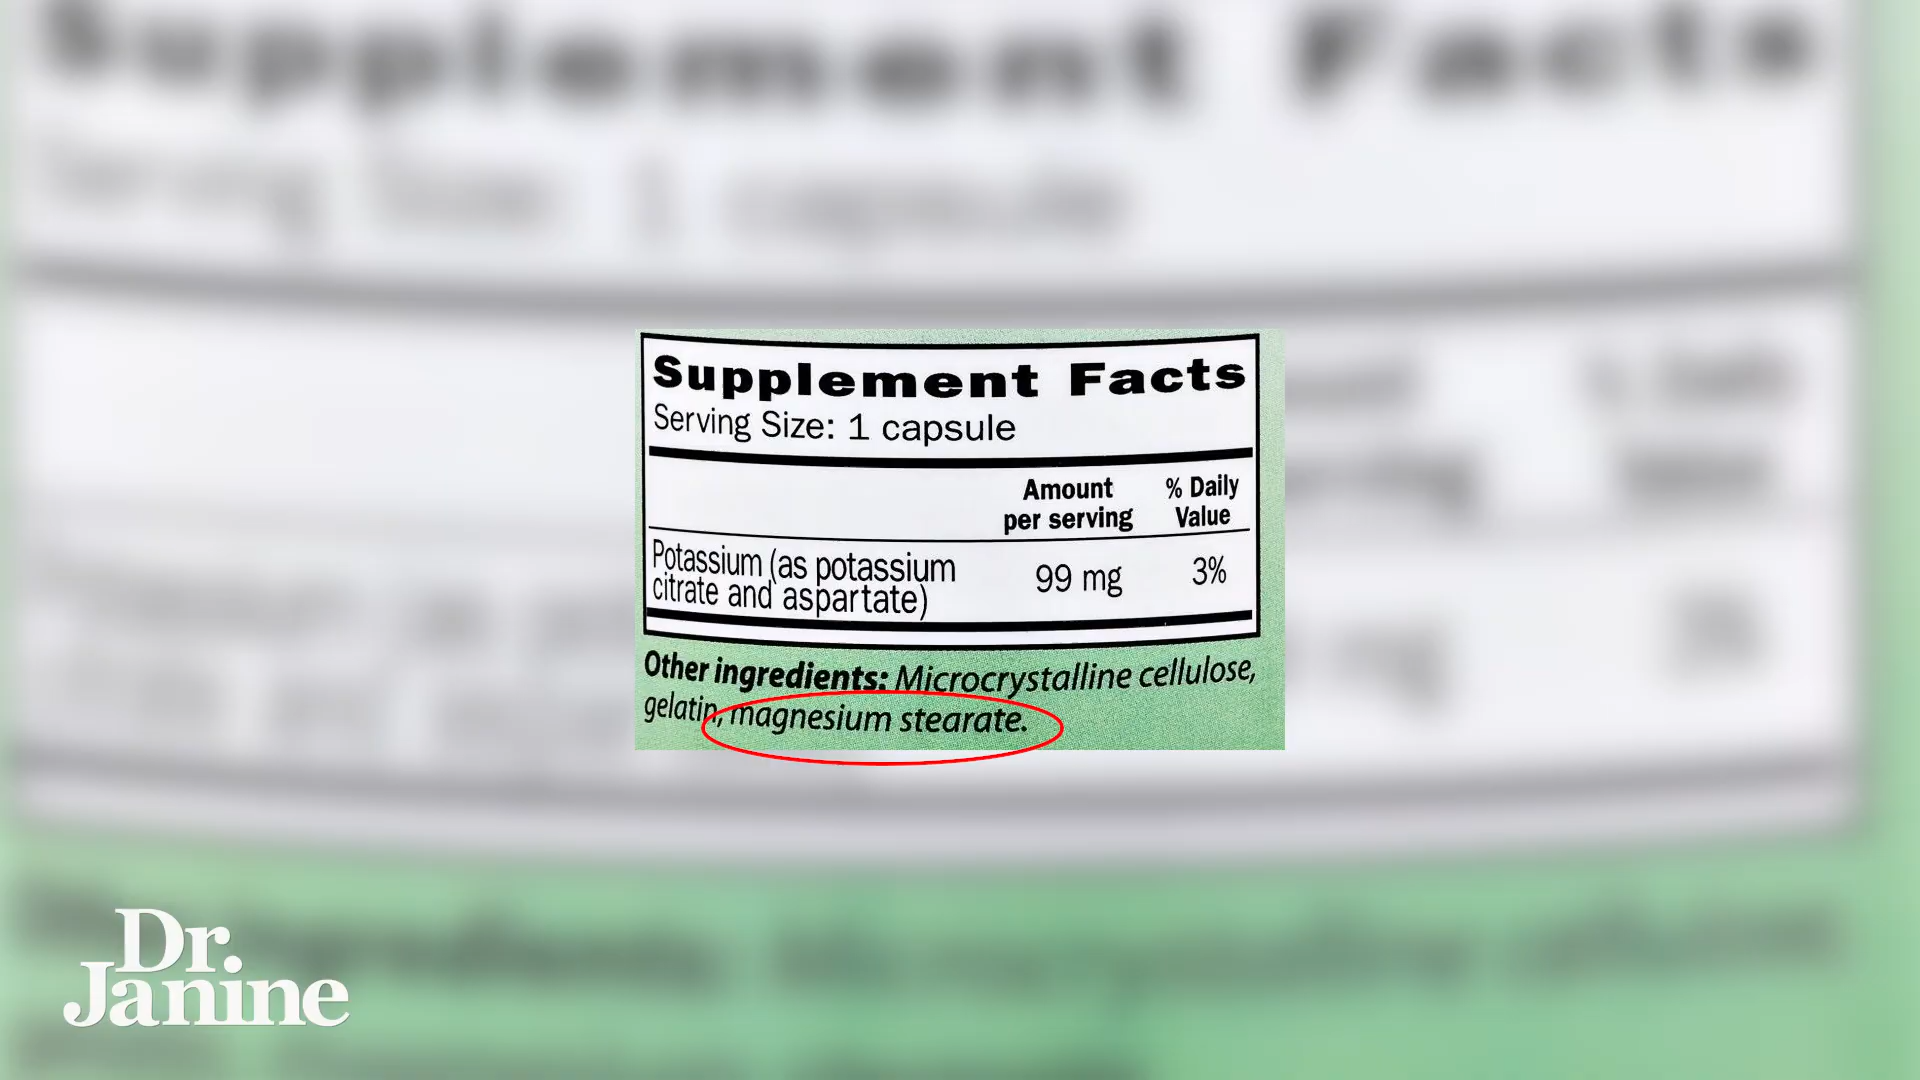 Supplement Facts
Serving Size: 1 capsule
Amount per serving
% Daily Value
Potassium (as potassium
citrate and aspartate)
99 mg
3%
Other ingredients: Microcrystalline cellulose,
gelatin, magnesium stearate.
Dr.
Janine